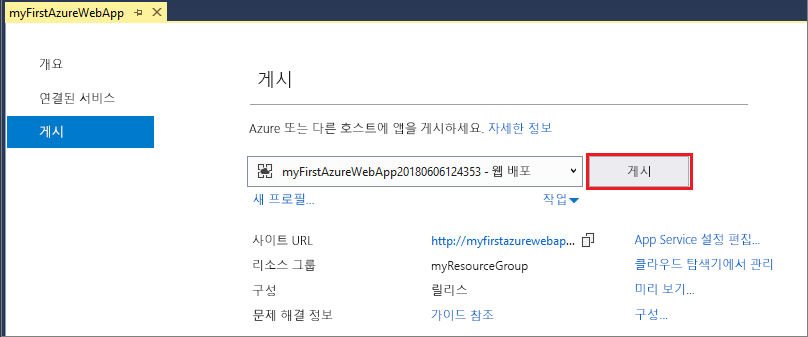 myFirstAzureWebApp
개요
연결된 서비스
게시
게시
Azure 또는 다른 호스트에 앱을 게시하세요. 자세한 정보
myFirstAzureWebApp20180606124353 - 웹 배포
게시
새 프로필...
작업
사이트 URL http://myfirstazurewebap... App Service 설정 편집...
리소스 그룹 myResourceGroup 클라우드 탐색기에서 관리
구성 릴리스 미리 보기...
문제 해결 정보 가이드 참조 구성...